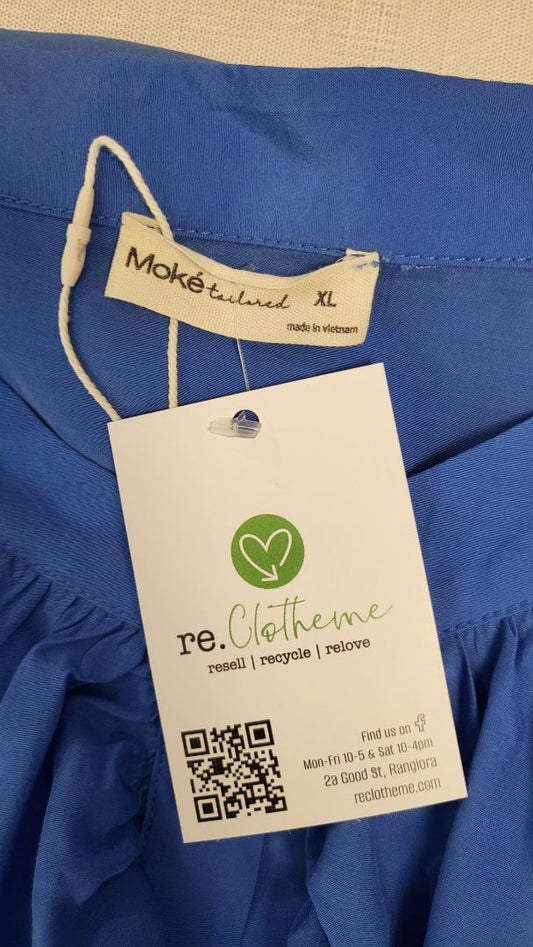 Moké tailored XL
made in vietnam
re.Clotheme
resell | recycle | relove
Find us on f
Mon-Fri 10-5 & Sat 10-4pm
2a Good St, Rangiora
reclotheme.com